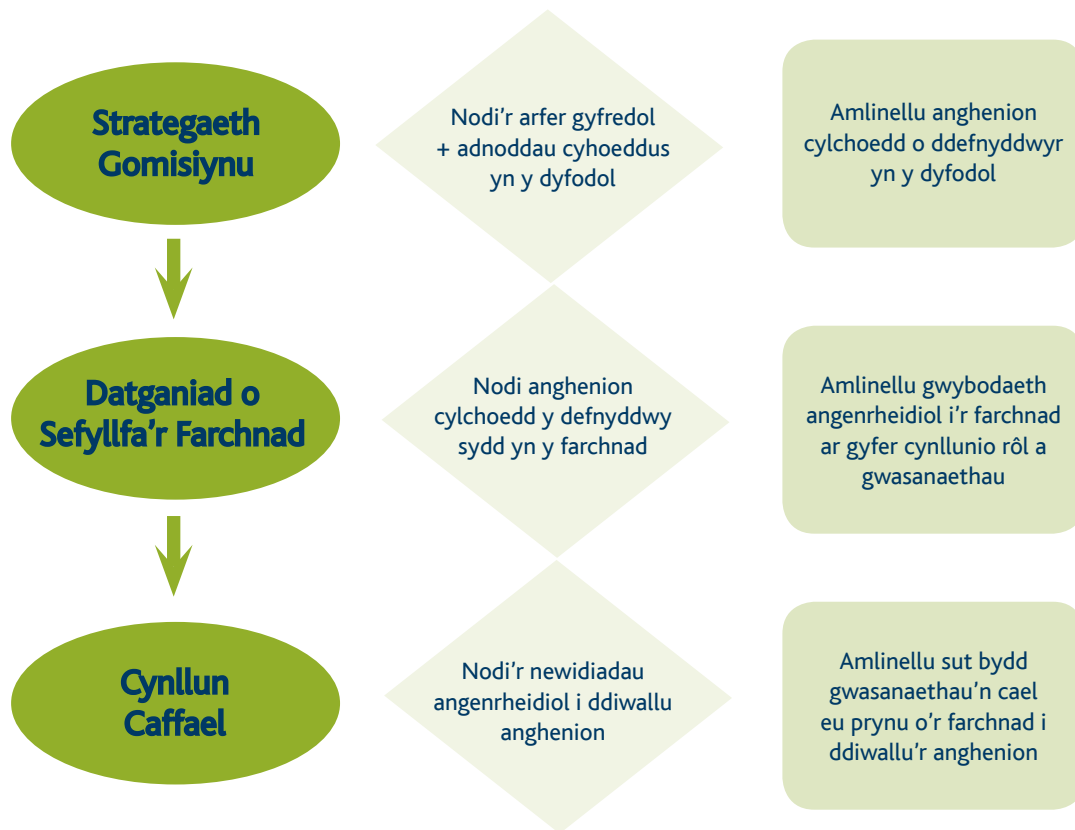 Strategaeth
Gomisiynu
Nodi'r arfer gyfredol
+ adnoddau cyhoeddus
yn y dyfodol
Amlinellu anghenion
cylchoedd o ddefnyddwyr
yn y dyfodol
Datganiad o
Sefyllfa'r Farchnad
Nodi anghenion
cylchoedd y defnyddwy
sydd yn y farchnad
Amlinellu gwybodaeth
angenrheidiol i'r farchnad
ar gyfer cynllunio rôl a
gwasanaethau
Cynllun
Caffael
Nodi'r newidiadau
angenrheidiol i ddiwallu
anghenion
Amlinellu sut bydd
gwasanaethau'n cael
eu prynu o'r farchnad i
ddiwallu'r anghenion